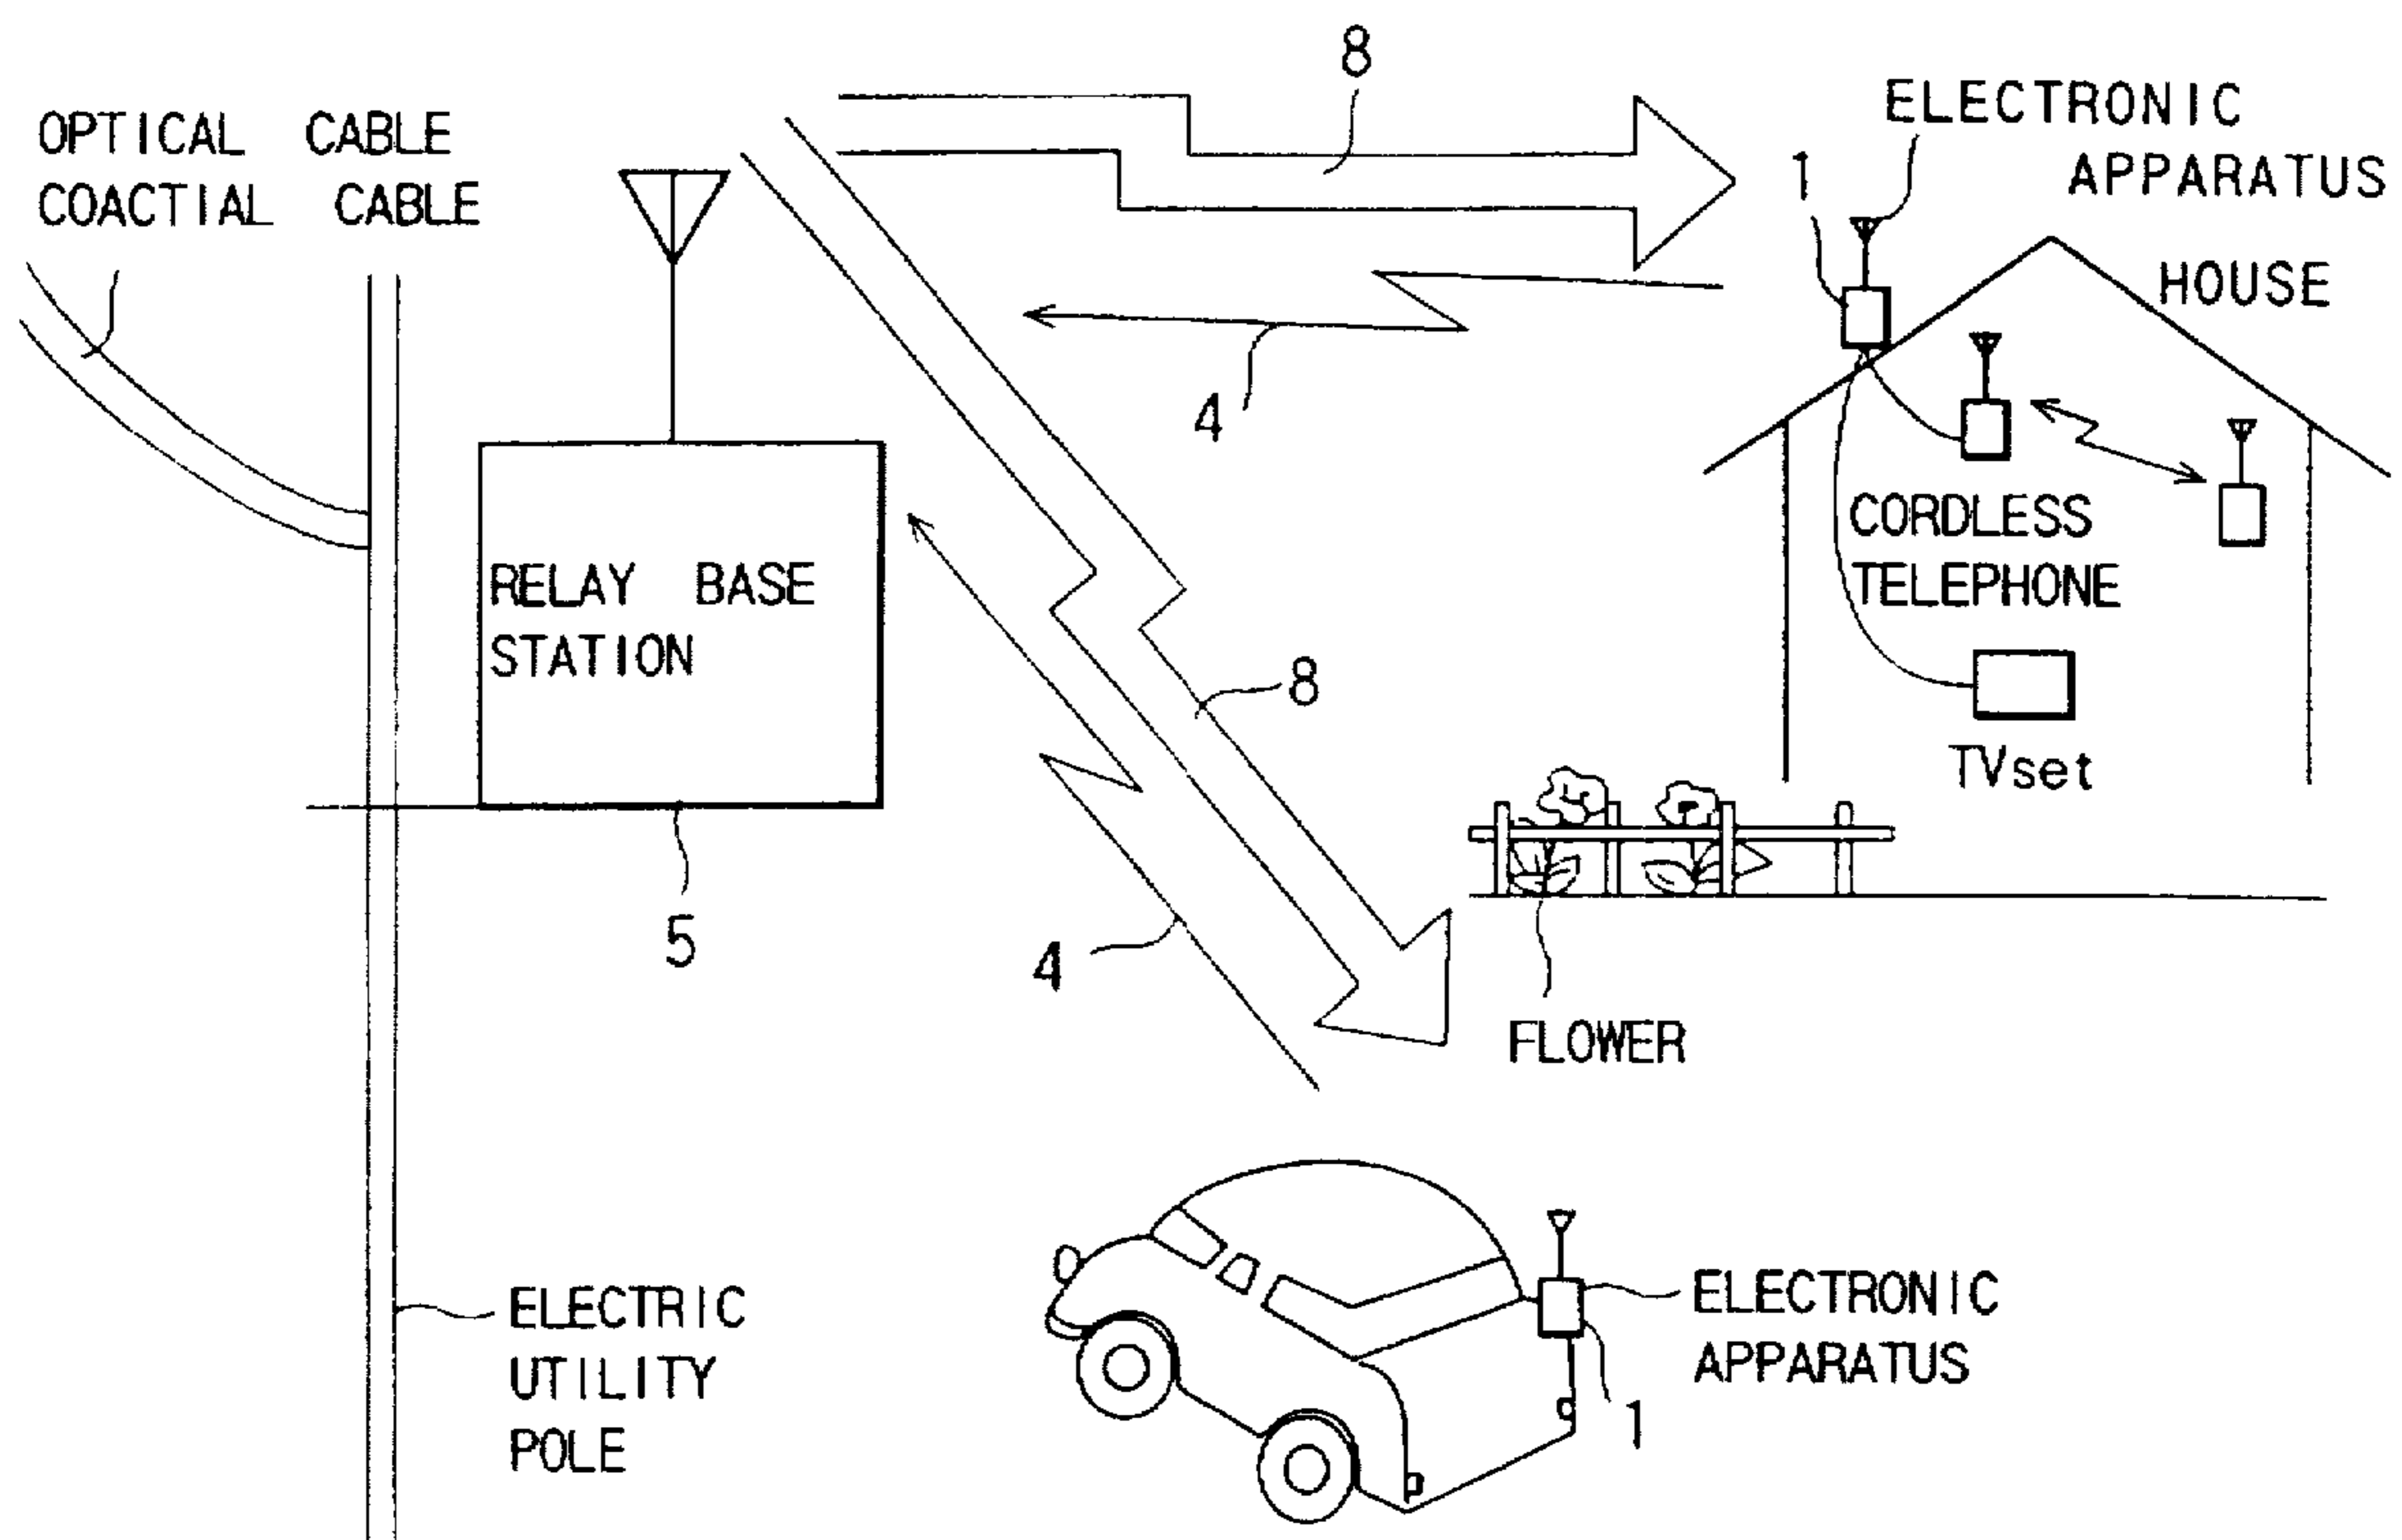 8
OPTICAL CABLE
COACTIAL CABLE
ELECTRONIC
APPARATUS
1
HOUSE
4
CORDLESS
TELEPHONE
RELAY BASE
STATION
8
TVset
5
4
FLOWER
ELECTRIC
UTILITY
POLE
ELECTRONIC
APPARATUS
1